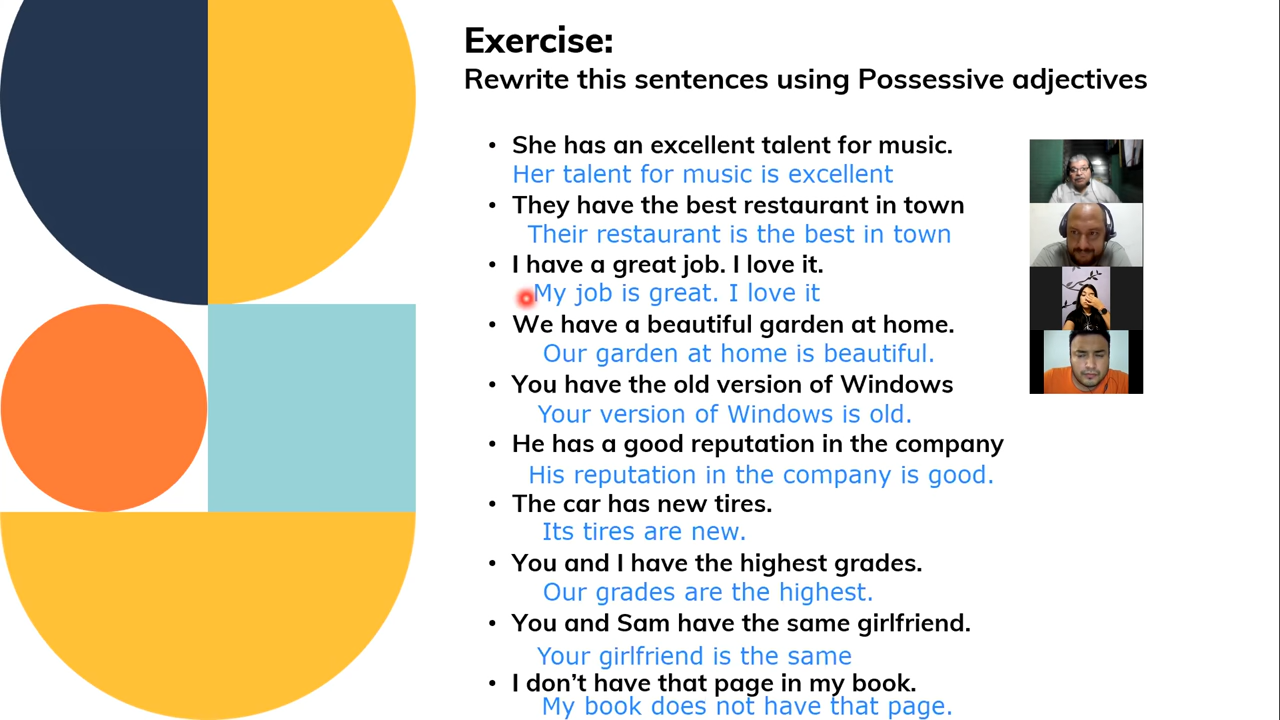 Exercise:
Rewrite this sentences using Possessive adjectives
• She has an excellent talent for music.
Her talent for music is excellent
• They have the best restaurant in town
Their restaurant is the best in town
• I have a great job. I love it.
My job is great. I love it
• We have a beautiful garden at home.
Our garden at home is beautiful.
• You have the old version of Windows
Your version of Windows is old.
• He has a good reputation in the company
His reputation in the company is good.
• The car has new tires.
Its tires are new.
• You and I have the highest grades.
Our grades are the highest.
• You and Sam have the same girlfriend.
Your girlfriend is the same
• I don’t have that page in my book.
My book does not have that page.